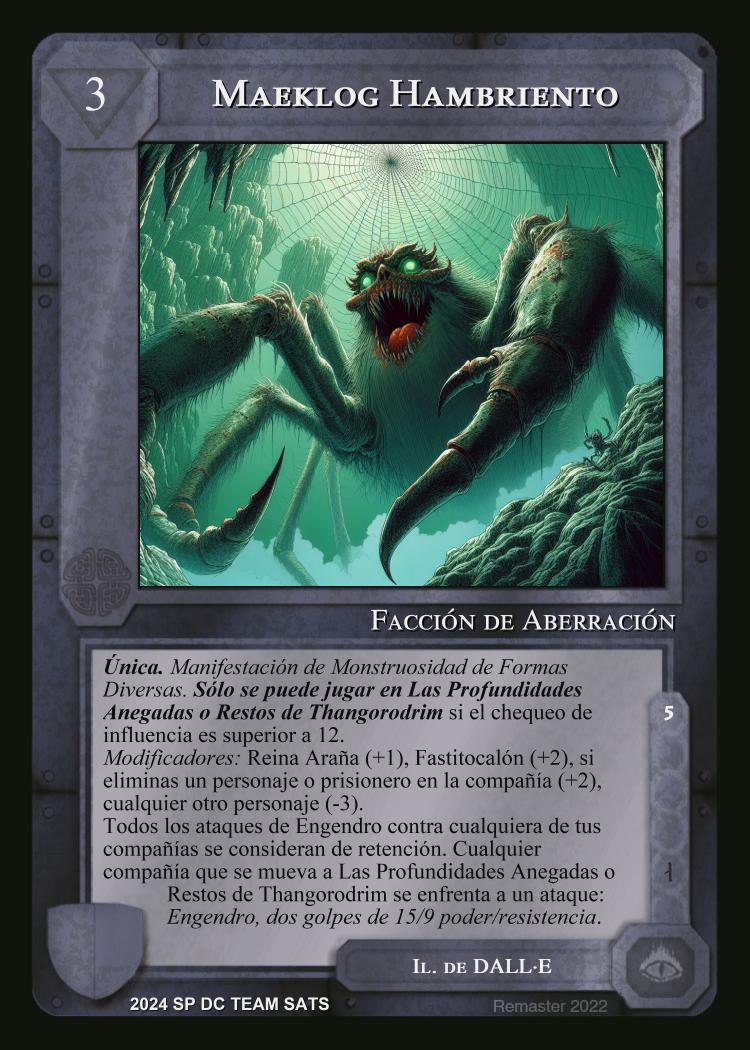 3
Maeklog Hambriento
Facción de Aberración
Única. Manifestación de Monstruosidad de Formas
Diversas. Sólo se puede jugar en Las Profundidades
Anegadas o Restos de Thangorodrim si el chequeo de
influencia es superior a 12.
Modificadores: Reina Araña (+1), Fastitocalón (+2), si
eliminas un personaje o prisionero en la compañía (+2),
cualquier otro personaje (-3).
Todos los ataques de Engendro contra cualquiera de tus
compañías se consideran de retención. Cualquier
compañía que se mueva a Las Profundidades Anegadas o
Restos de Thangorodrim se enfrenta a un ataque:
Engendro, dos golpes de 15/9 poder/resistencia.
5
Il. de DALL·E
2024 SP DC TEAM SATS
Remaster 2022